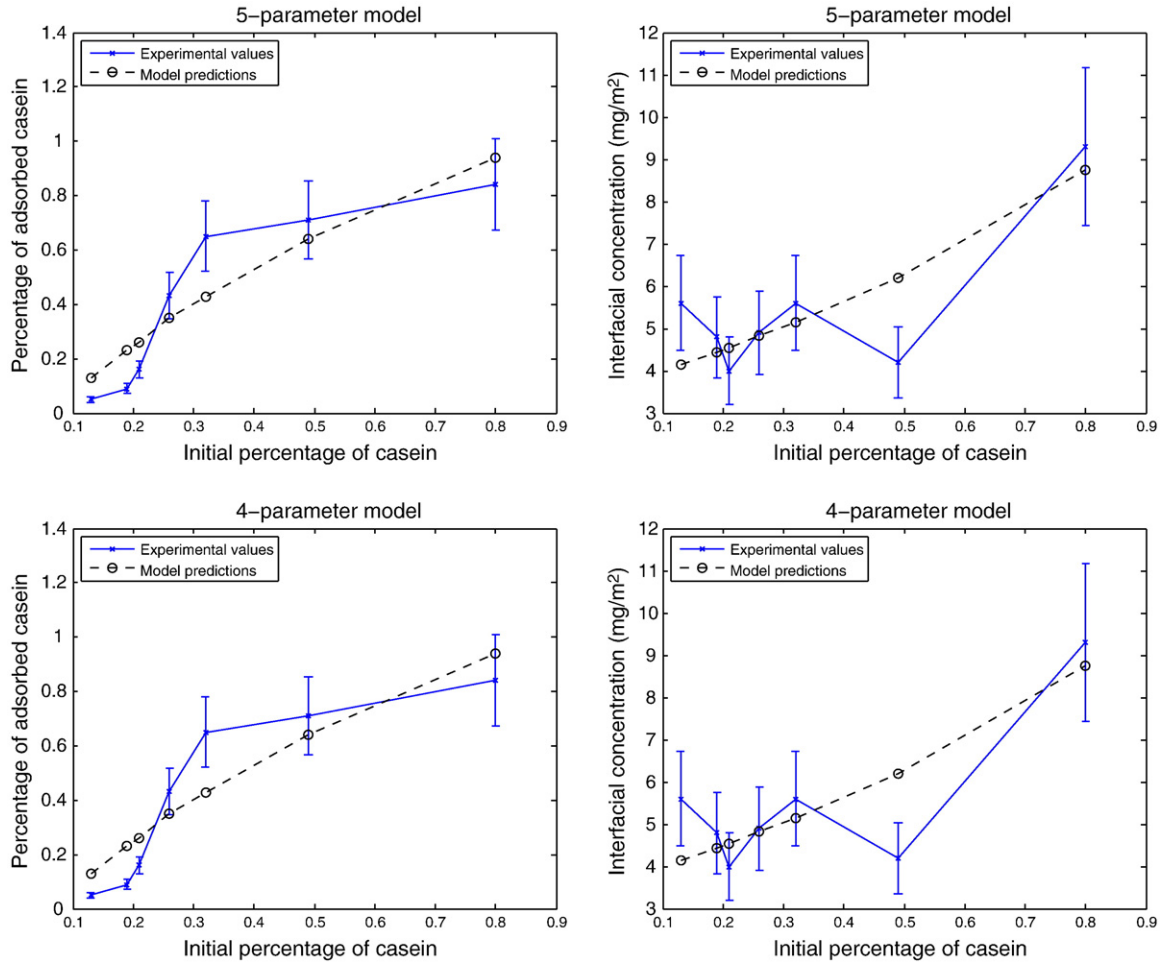 5-parameter model
Experimental values
Model predictions
Percentage of adsorbed casein
1.4
1.2
1
0.8
0.6
0.4
0.2
0
0.1 0.2 0.3 0.4 0.5 0.6 0.7 0.8 0.9
Initial percentage of casein
5-parameter model
Experimental values
Model predictions
Interfacial concentration (mg/m2)
12
11
10
9
8
7
6
5
4
3
0.1 0.2 0.3 0.4 0.5 0.6 0.7 0.8 0.9
Initial percentage of casein
4-parameter model
Experimental values
Model predictions
Percentage of adsorbed casein
1.4
1.2
1
0.8
0.6
0.4
0.2
0
0.1 0.2 0.3 0.4 0.5 0.6 0.7 0.8 0.9
Initial percentage of casein
4-parameter model
Experimental values
Model predictions
Interfacial concentration (mg/m2)
12
11
10
9
8
7
6
5
4
3
0.1 0.2 0.3 0.4 0.5 0.6 0.7 0.8 0.9
Initial percentage of casein